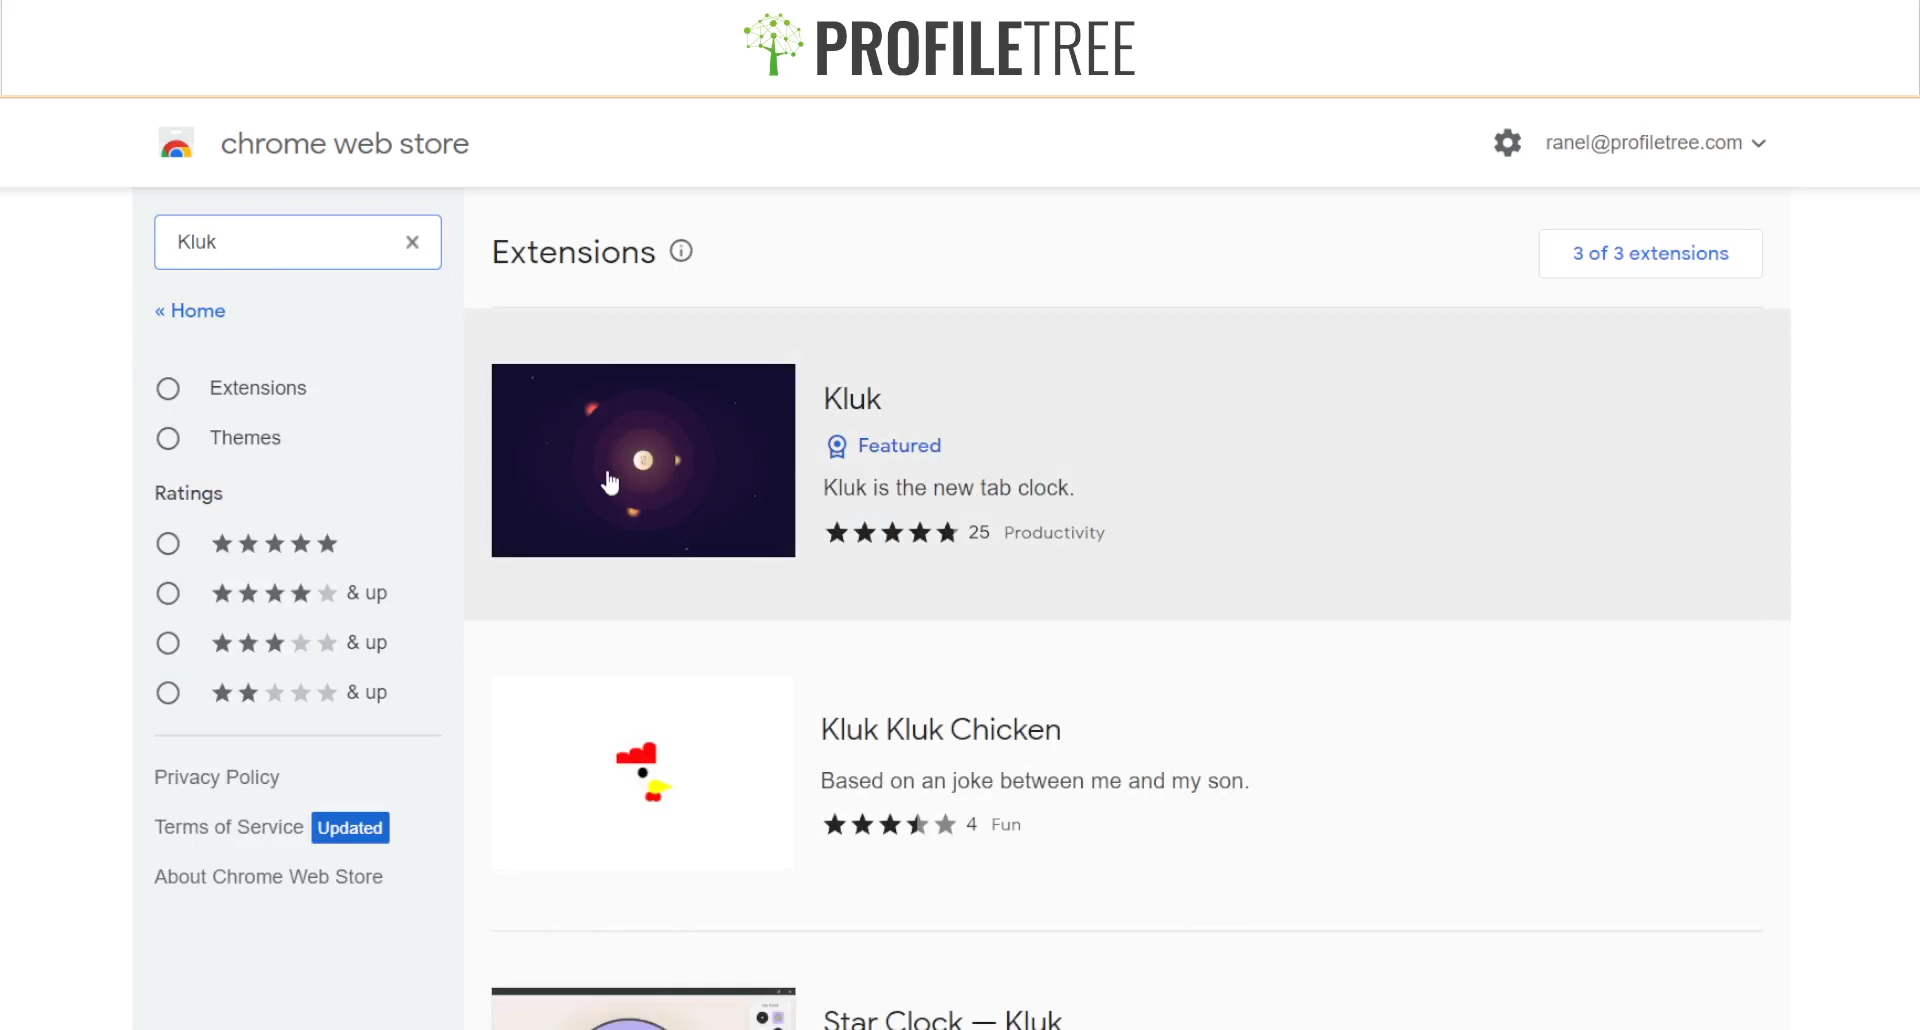 PROFILETREE
chrome web store
ranel@profiletree.com
Kluk
« Home
Extensions
Themes
Ratings
& up
& up
& up
Privacy Policy
Terms of Service Updated
About Chrome Web Store
Extensions
3 of 3 extensions
Kluk
Featured
Kluk is the new tab clock.
25 Productivity
Kluk Kluk Chicken
Based on an joke between me and my son.
4 Fun
Star Clock — Kluk